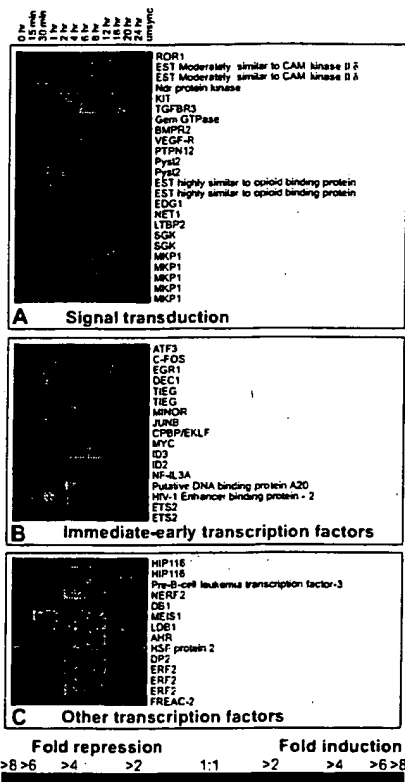 0 hr
15 min
30 min
1 hr
2 hr
4 hr
6 hr
8 hr
12 hr
16 hr
20 hr
24 hr
unsync
ROR1
EST Moderately similar to CAM kinase II δ
EST Moderately similar to CAM kinase II δ
Ndr protein kinase
KIT
TGFBR3
Gem GTPase
BMPR2
VEGF-R
PTPN12
Pyst2
Pyst2
EST highly similar to opioid binding protein
EST highly similar to opioid binding protein
EDG1
NET1
LTBP2
SGK
SGK
MKP1
MKP1
MKP1
MKP1
MKP1
A Signal transduction
ATF3
C-FOS
EGR1
DEC1
TIEG
TIEG
MINOR
JUNB
CPBP/EKLF
MYC
ID3
ID2
NF-IL3A
Putative DNA binding protein A20
HIV-1 Enhancer binding protein - 2
ETS2
ETS2
B Immediate-early transcription factors
HIP116
HIP116
Pre-B-cell leukemia transcription factor-3
NERF2
DB1
MEIS1
LDB1
AHR
HSF protein 2
DP2
ERF2
ERF2
ERF2
FREAC-2
C Other transcription factors
Fold repression Fold induction
>8 >6 >4 >2 1:1 >2 >4 >6 >8